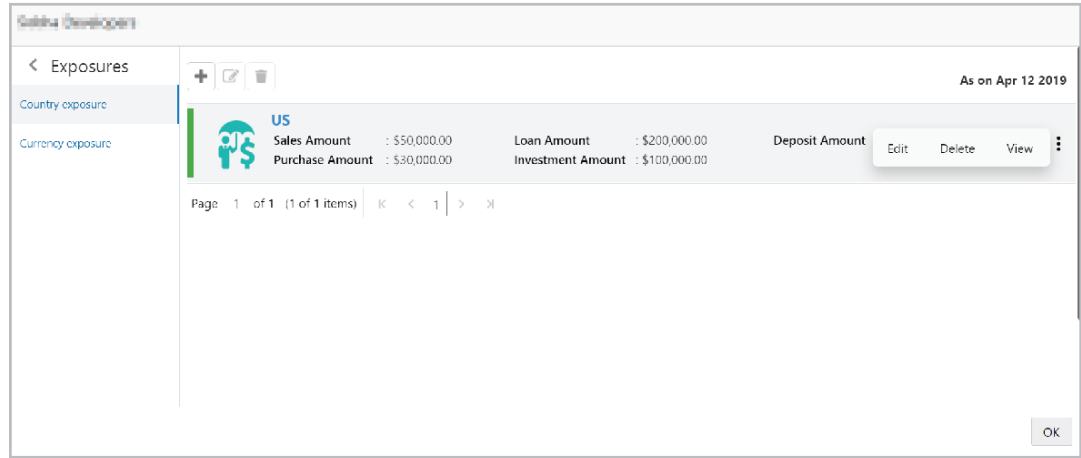 Exposures
Country exposure
Currency exposure
As on Apr 12 2019
US
Sales Amount : $50,000.00 Loan Amount : $200,000.00 Deposit Amount
Purchase Amount : $30,000.00 Investment Amount : $100,000.00
Edit Delete View
Page 1 of 1 (1 of 1 items) 1
OK